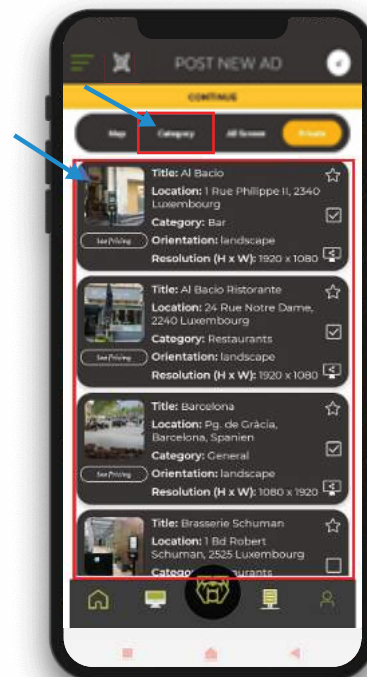 POST NEW AD
CONTINUE
Map Category All Screen Private
Title: Al Bacio
Location: 1 Rue Philippe II, 2340
Luxembourg
Category: Bar
See Pricing
Orientation: landscape
Resolution (H x W): 1920 x 1080
Title: Al Bacio Ristorante
Location: 24 Rue Notre Dame,
2240 Luxembourg
Category: Restaurants
See Pricing
Orientation: landscape
Resolution (H x W): 1920 x 1080
Title: Barcelona
Location: Pg. de Gràcia,
Barcelona, Spanien
Category: General
See Pricing
Orientation: landscape
Resolution (H x W): 1080 x 1920
Title: Brasserie Schuman
Location: 1 Bd Robert
Schuman, 2525 Luxembourg